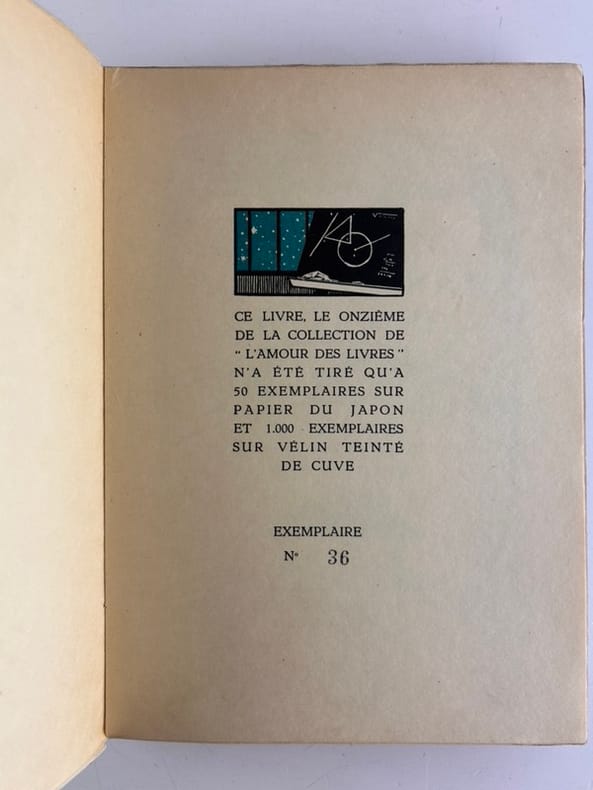 CE LIVRE, LE ONZIÈME
DE LA COLLECTION DE
" L'AMOUR DES LIVRES "
N'A ÉTÉ TIRÉ QU'A
50 EXEMPLAIRES SUR
PAPIER DU JAPON
ET 1.000 EXEMPLAIRES
SUR VÉLIN TEINTÉ
DE CUVE
EXEMPLAIRE
Nº 36